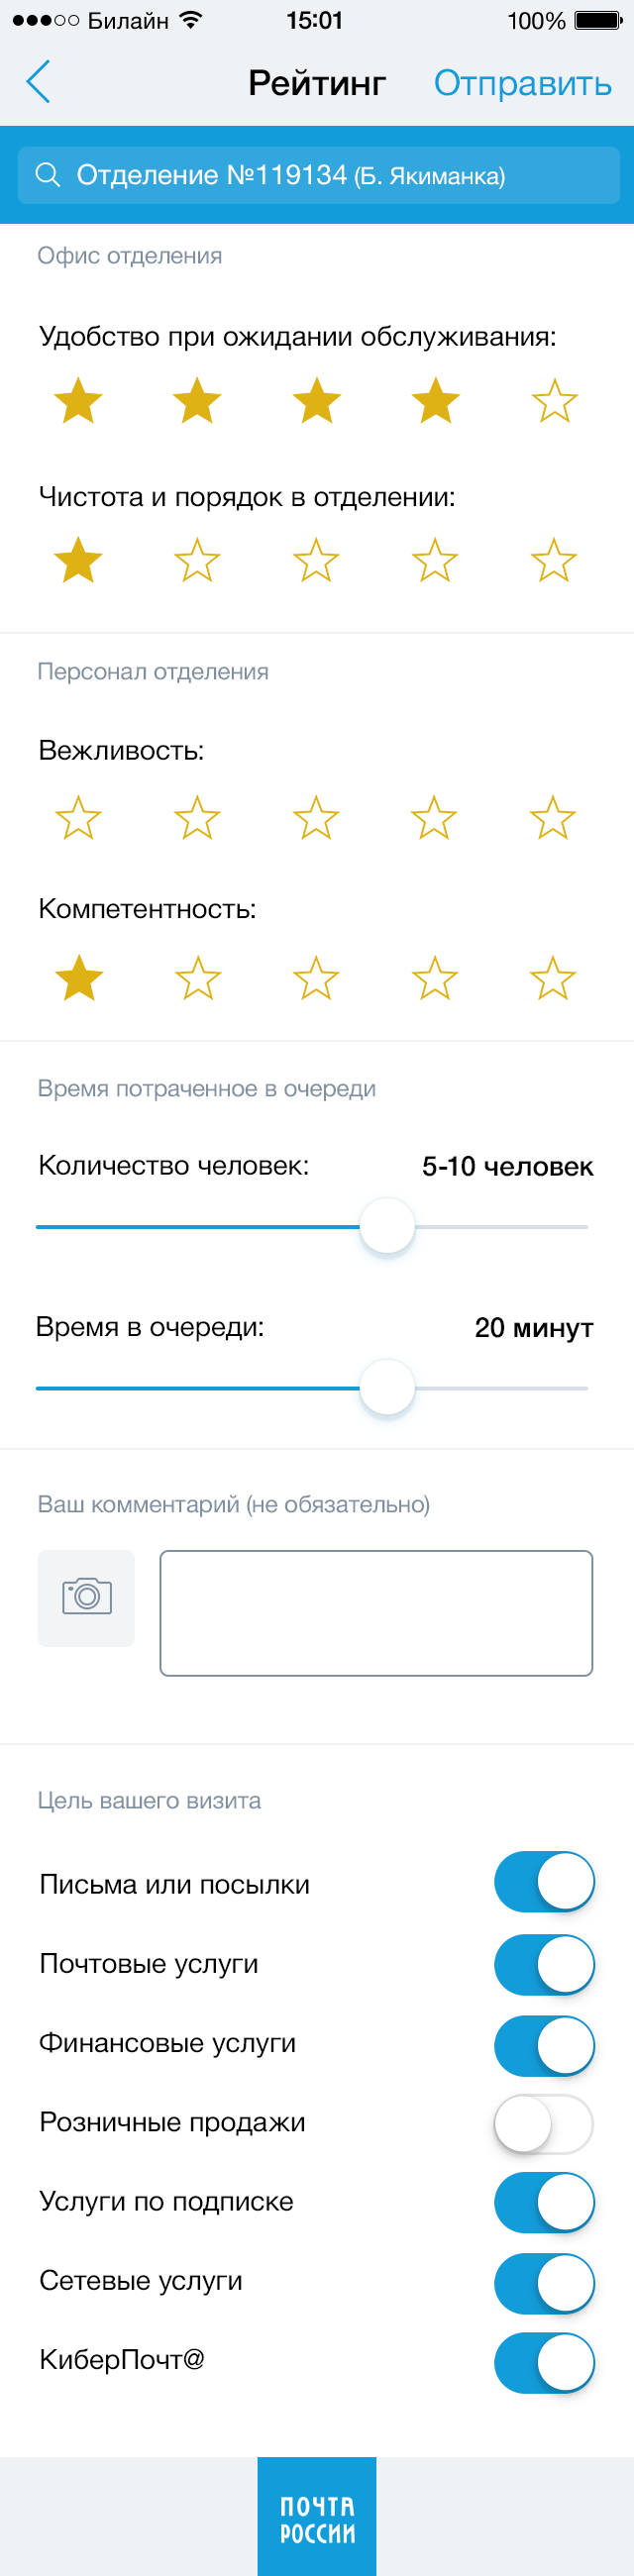 Билайн 15:01 100%
Рейтинг Отправить
Отделение №119134 (Б. Якиманка)
Офис отделения
Удобство при ожидании обслуживания:
Чистота и порядок в отделении:
Персонал отделения
Вежливость:
Компетентность:
Время потраченное в очереди
Количество человек: 5-10 человек
Время в очереди: 20 минут
Ваш комментарий (не обязательно)
Цель вашего визита
Письма или посылки
Почтовые услуги
Финансовые услуги
Розничные продажи
Услуги по подписке
Сетевые услуги
КиберПочт@
ПОЧТА
РОССИИ